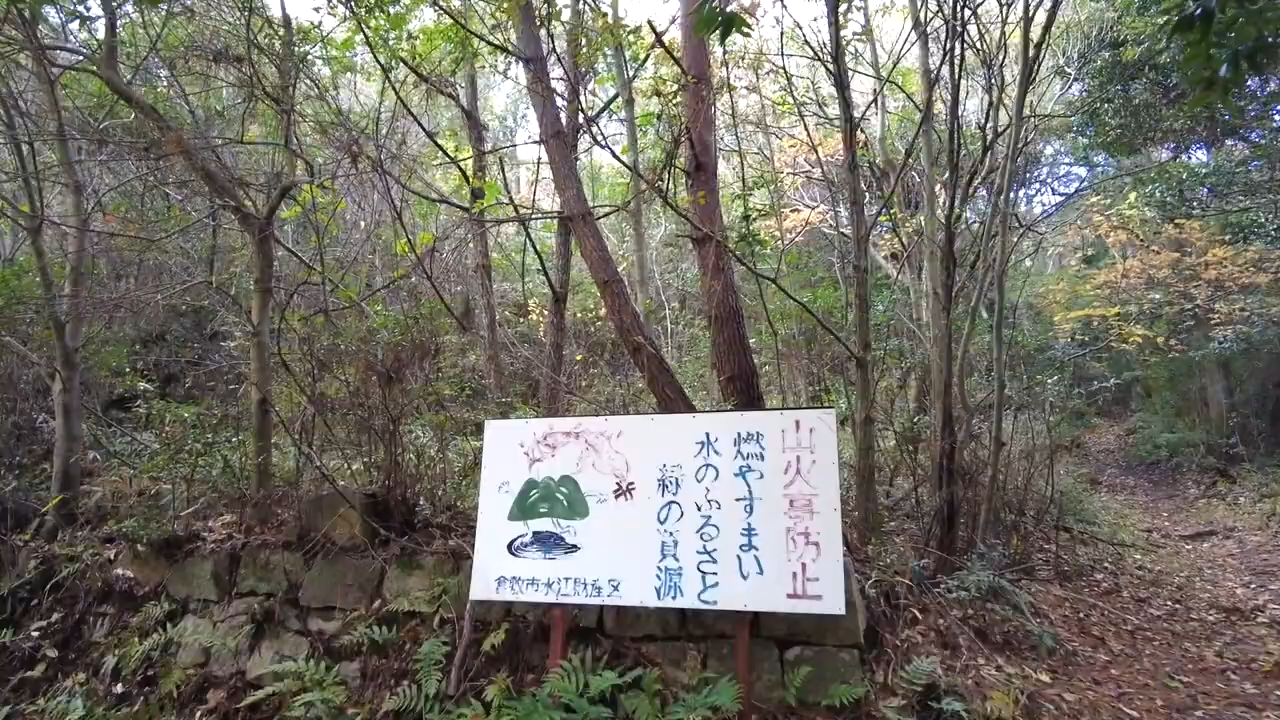 山火事防止
燃やすまい
水のふるさと
緑の資源
倉敷市水江財産区